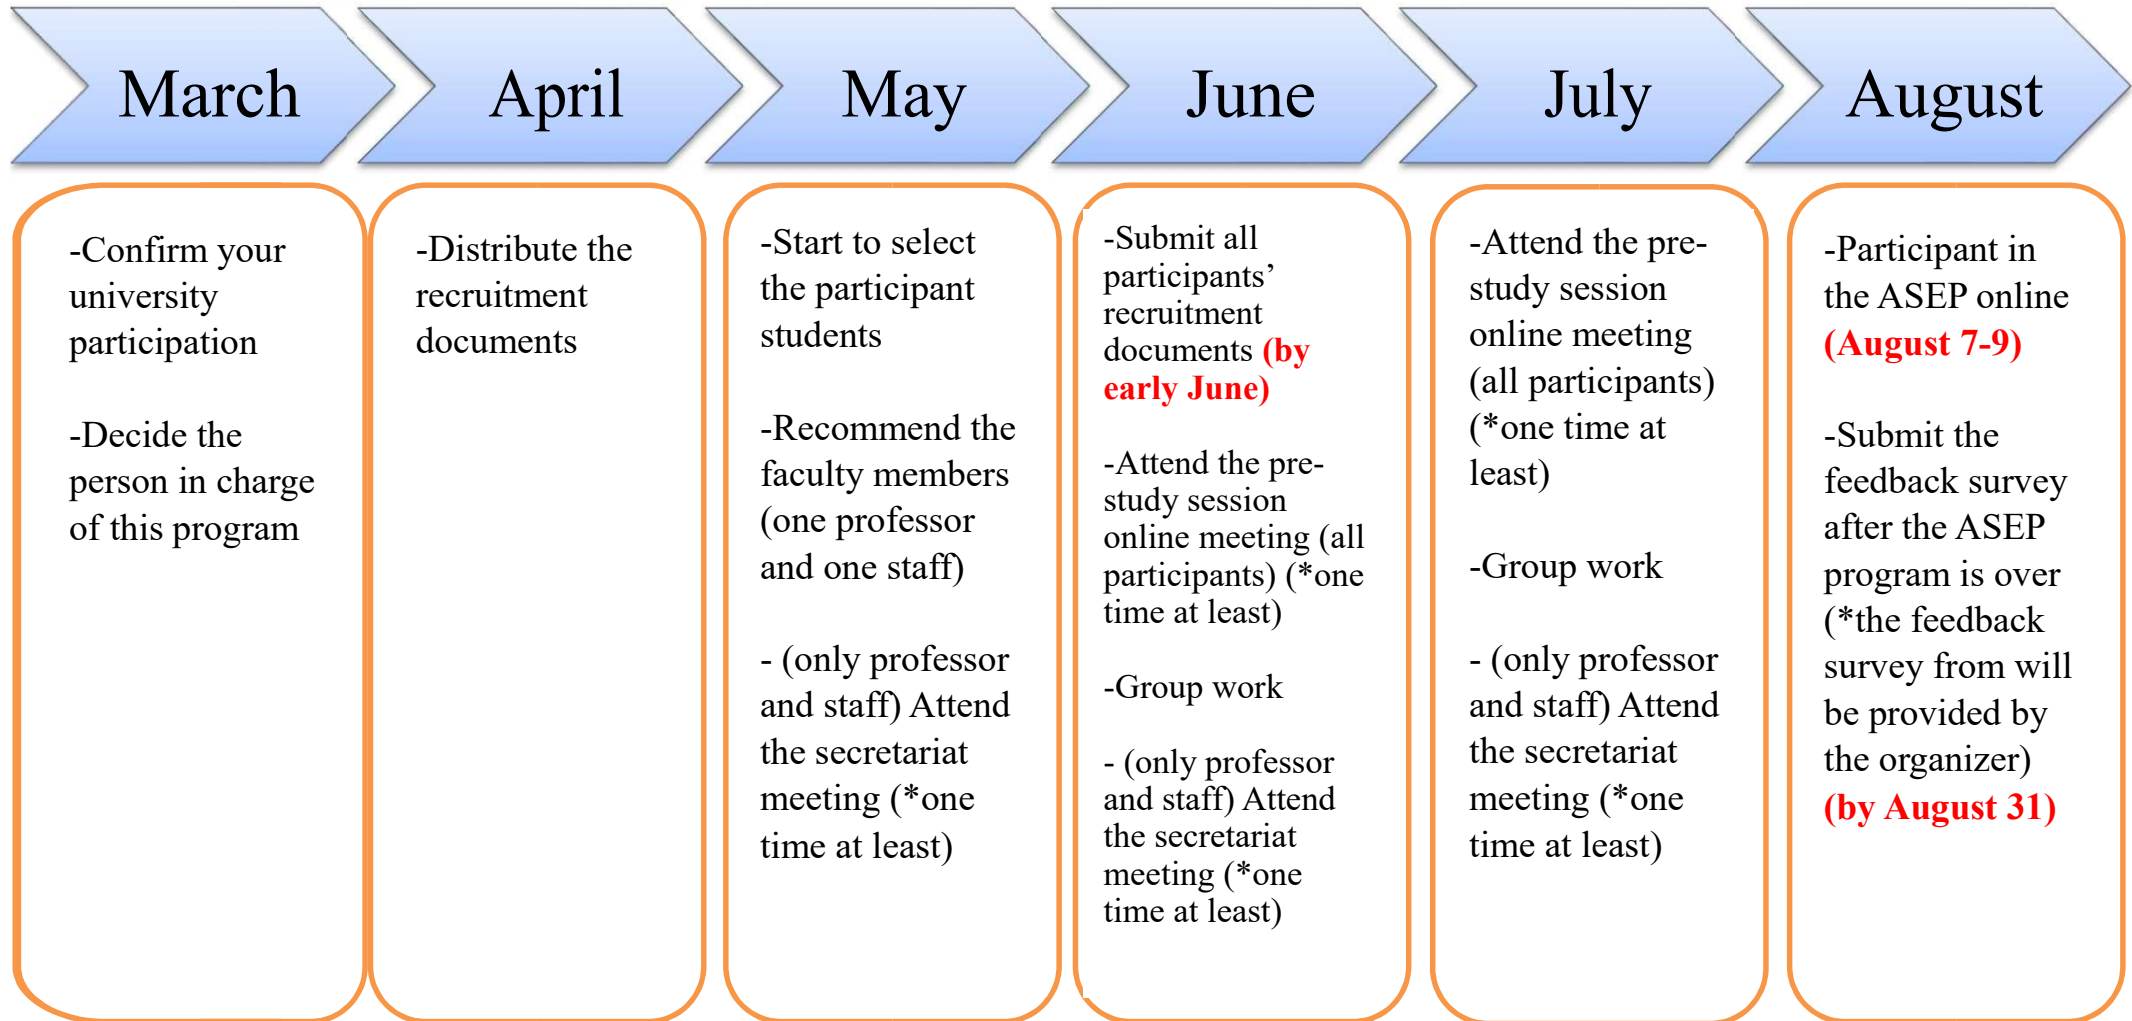 March
April
May
June
July
August
-Confirm your
university
participation
-Decide the
person in charge
of this program
-Distribute the
recruitment
documents
-Start to select
the participant
students
-Recommend the
faculty members
(one professor
and one staff)
- (only professor
and staff) Attend
the secretariat
meeting (*one
time at least)
-Submit all
participants’
recruitment
documents (by
early June)
-Attend the pre-
study session
online meeting (all
participants) (*one
time at least)
-Group work
- (only professor
and staff) Attend
the secretariat
meeting (*one
time at least)
-Attend the pre-
study session
online meeting
(all participants)
(*one time at
least)
-Group work
- (only professor
and staff) Attend
the secretariat
meeting (*one
time at least)
-Participant in
the ASEP online
(August 7-9)
-Submit the
feedback survey
after the ASEP
program is over
(*the feedback
survey from will
be provided by
the organizer)
(by August 31)